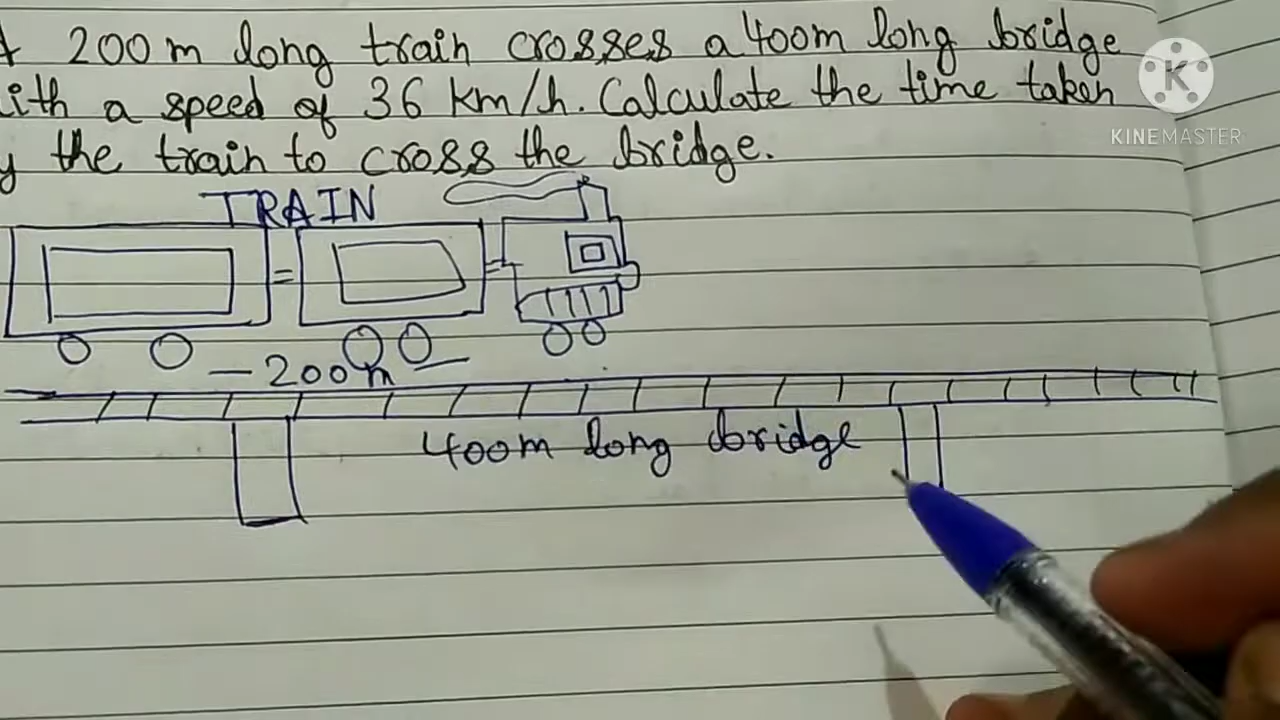 200m long train crosses a 400m long bridge
with a speed of 36 Km/h. Calculate the time taken
the train to cross the bridge.
TRAIN
200m
400m long bridge
K
KINEMASTER